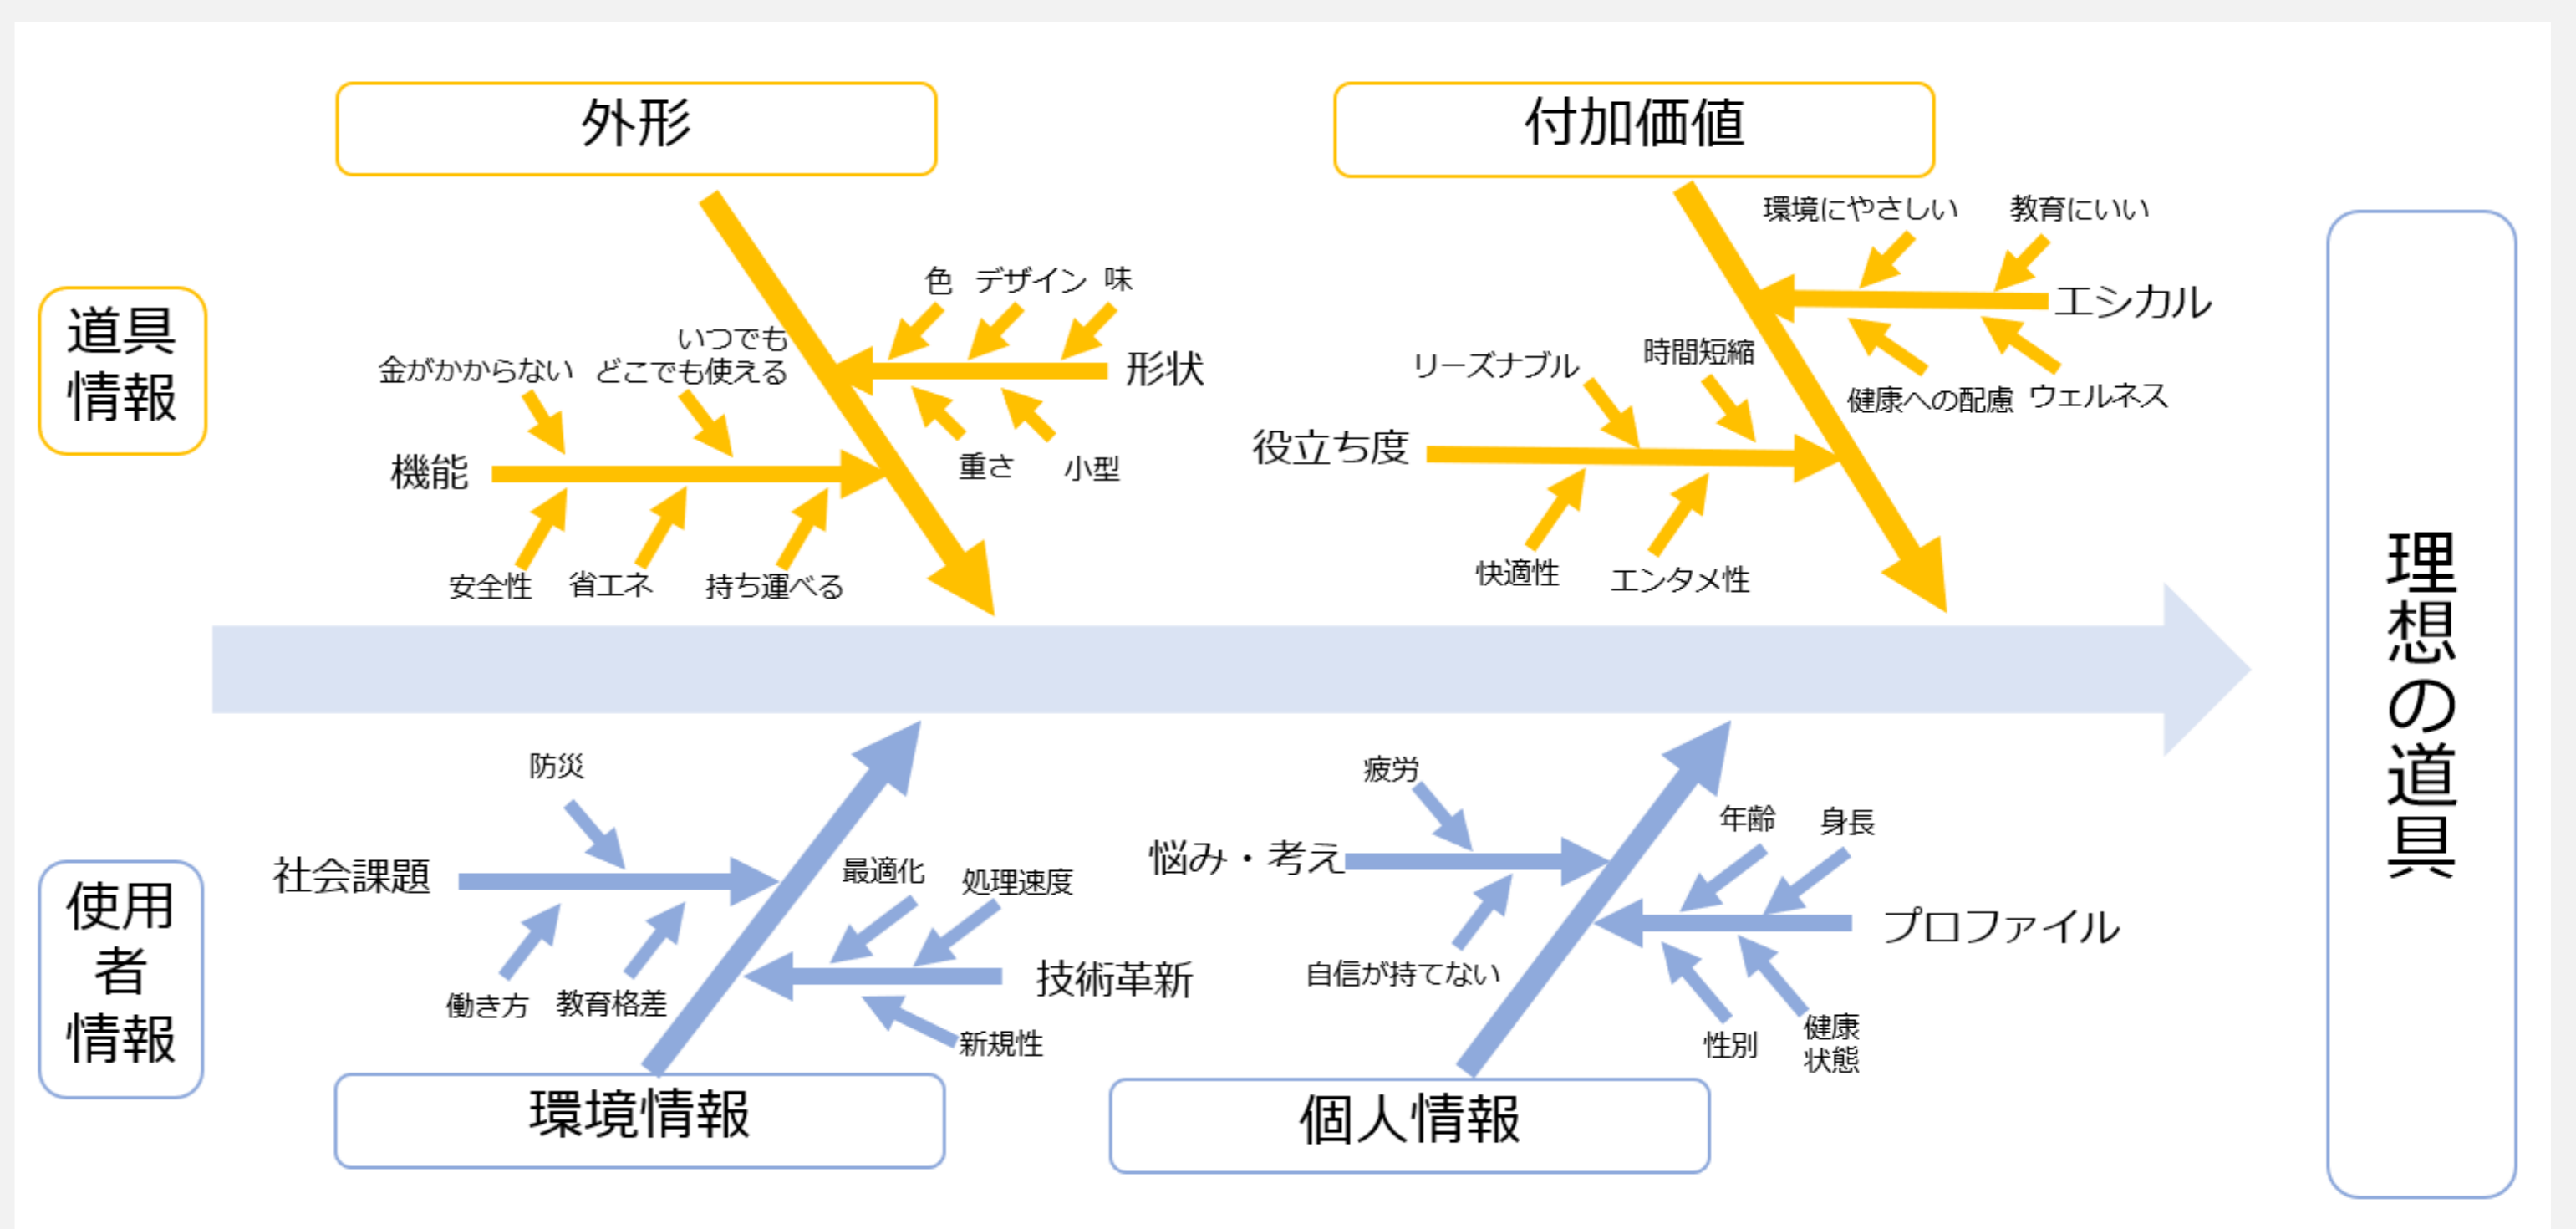 外形
付加価値
道具
情報
色
デザイン
味
いつでも
どこでも使える
金がかからない
形状
機能
重さ
小型
安全性
省エネ
持ち運べる
環境にやさしい
教育にいい
エシカル
リーズナブル
時間短縮
健康への配慮
ウェルネス
役立ち度
快適性
エンタメ性
理想の道具
使用
者
情報
防災
社会課題
最適化
処理速度
働き方
教育格差
技術革新
新規性
環境情報
疲労
悩み・考え
年齢
身長
プロファイル
自信が持てない
性別
健康
状態
個人情報